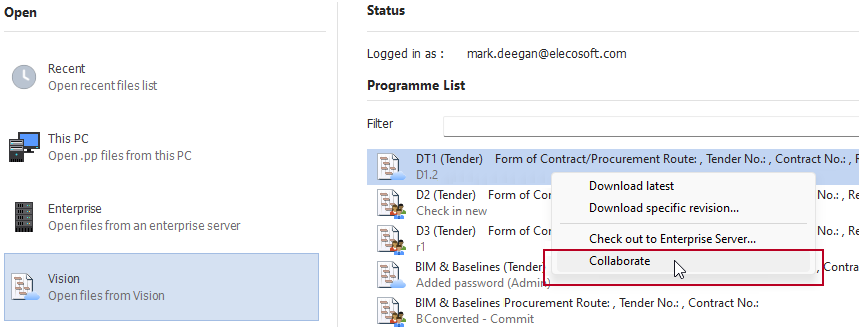 Open
Recent
Open recent files list
This PC
Open .pp files from this PC
Enterprise
Open files from an enterprise server
Vision
Open files from Vision
Status
Logged in as : mark.deegan@elecosoft.com
Programme List
Filter
DT1 (Tender) Form of Contract/Procurement Route: , Tender No.: , Contract No.: , R
D1.2
D2 (Tender) Form of Co No.: , Re
Check in new
D3 (Tender) Form of Co No.: , Re
r1
BIM & Baselines (Tender) , Cont
Added password (Admin)
BIM & Baselines Procurement Route: , Tender No.: , Contract No.:
BConverted - Commit
Download latest
Download specific revision...
Check out to Enterprise Server...
Collaborate